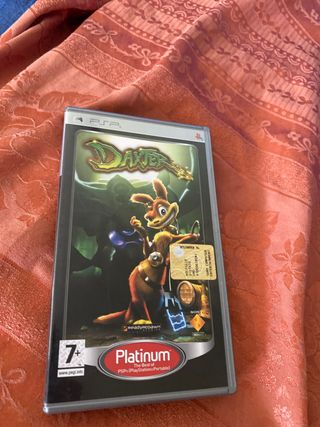 PSP
DAXTER
7+
www.pegi.info
Platinum
The Best of
PSP® (PlayStation®Portable)